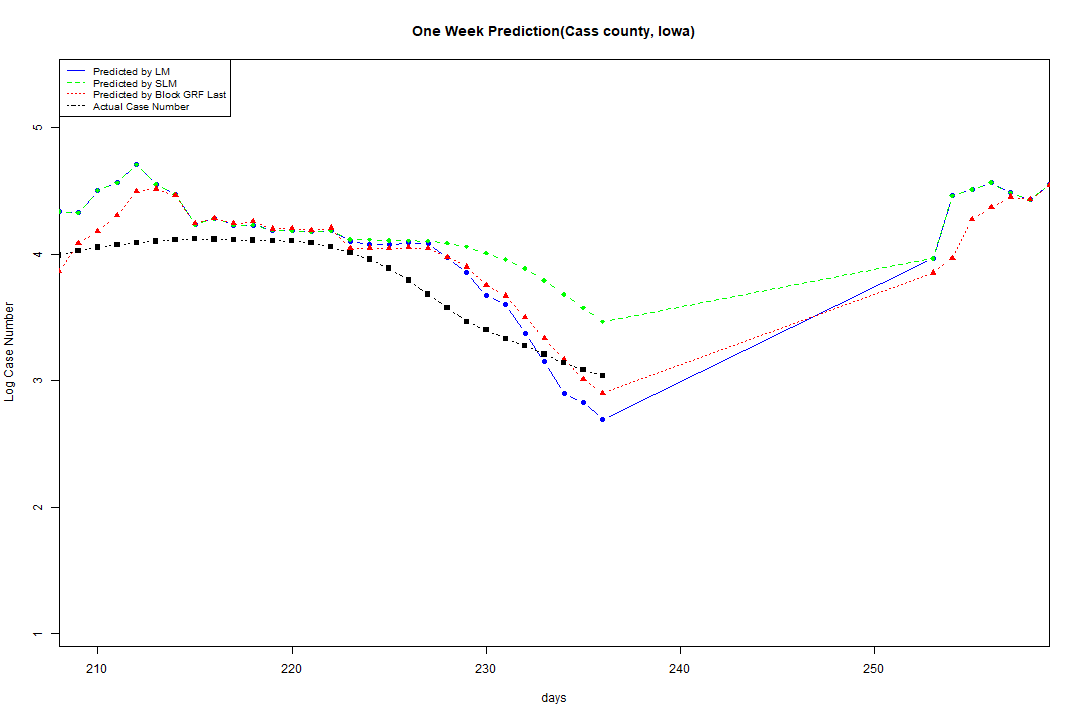 One Week Prediction(Cass county, Iowa)
Predicted by LM
Predicted by SLM
Predicted by Block GRF Last
Actual Case Number
5
4
3
2
1
Log Case Number
210 220 230 240 250
days